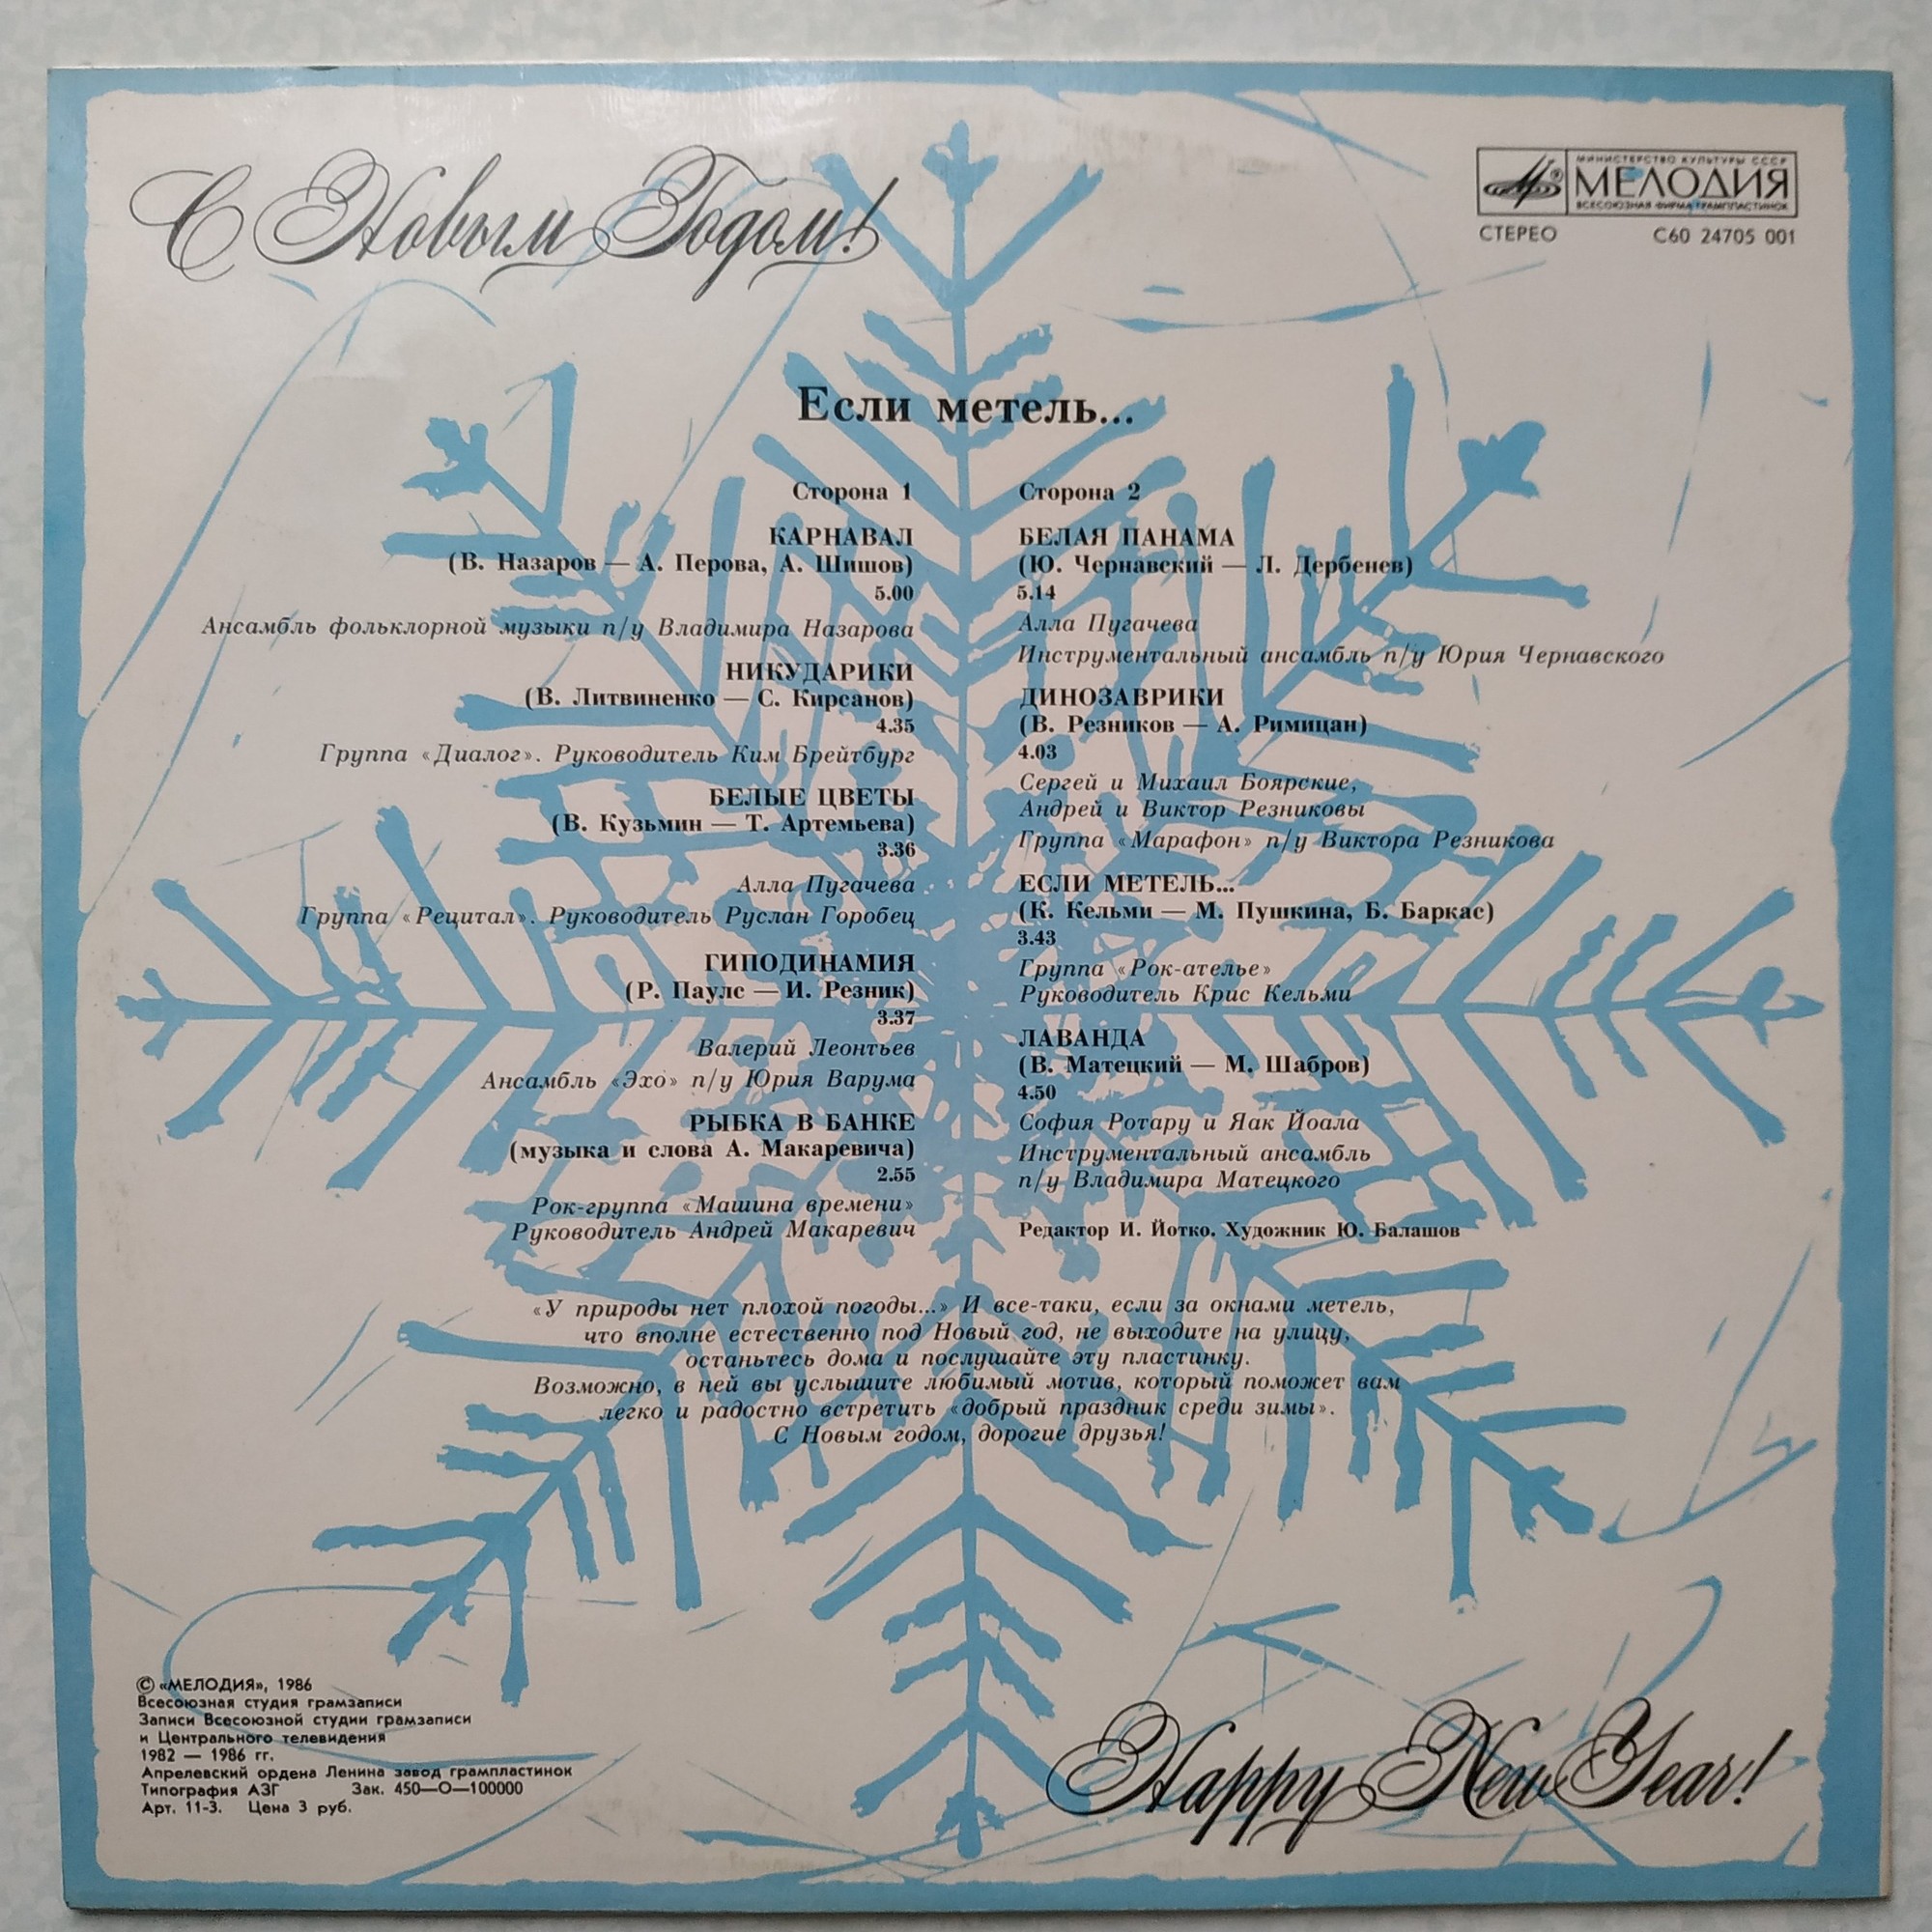 С Новым Годом!
МИНИСТЕРСТВО КУЛЬТУРЫ СССР
МЕЛОДИЯ
ВСЕСОЮЗНАЯ ФИРМА ГРАМПЛАСТИНОК
СТЕРЕО С60 24705 001
Если метель...
Сторона 1
КАРНАВАЛ
(В. Назаров — А. Перова, А. Шишов)
5.00
Ансамбль фольклорной музыки п/у Владимира Назарова
НИКУДАРИКИ
(В. Литвиненко — С. Кирсанов)
4.35
Группа «Диалог». Руководитель Ким Брейтбург
БЕЛЫЕ ЦВЕТЫ
(В. Кузьмин — Т. Артемьева)
3.36
Алла Пугачева
Группа «Рецитал». Руководитель Руслан Горобец
ГИПОДИНАМИЯ
(Р. Паулс — И. Резник)
3.37
Валерий Леонтьев
Ансамбль «Эхо» п/у Юрия Варума
РЫБКА В БАНКЕ
(музыка и слова А. Макаревича)
2.55
Рок-группа «Машина времени»
Руководитель Андрей Макаревич
Сторона 2
БЕЛАЯ ПАНАМА
(Ю. Чернавский — Л. Дербенев)
5.14
Алла Пугачева
Инструментальный ансамбль п/у Юрия Чернавского
ДИНОЗАВРИКИ
(В. Резников — А. Римицан)
4.03
Сергей и Михаил Боярские,
Андрей и Виктор Резниковы
Группа «Марафон» п/у Виктора Резникова
ЕСЛИ МЕТЕЛЬ...
(К. Кельми — М. Пушкина, Б. Баркас)
3.43
Группа «Рок-ателье»
Руководитель Крис Кельми
ЛАВАНДА
(В. Матецкий — М. Шабров)
4.50
София Ротару и Яак Йоала
Инструментальный ансамбль
п/у Владимира Матецкого
Редактор И. Йотко. Художник Ю. Балашов
«У природы нет плохой погоды...» И все-таки, если за окнами метель,
что вполне естественно под Новый год, не выходите на улицу,
останьтесь дома и послушайте эту пластинку.
Возможно, в ней вы услышите любимый мотив, который поможет вам
легко и радостно встретить «добрый праздник среди зимы».
С Новым годом, дорогие друзья!
© «МЕЛОДИЯ», 1986
Всесоюзная студия грамзаписи
Записи Всесоюзной студии грамзаписи
и Центрального телевидения
1982 — 1986 гг.
Апрелевский ордена Ленина завод грампластинок
Типография АЗГ Зак. 450—О—100000
Арт. 11-3. Цена 3 руб.
Happy New Year!